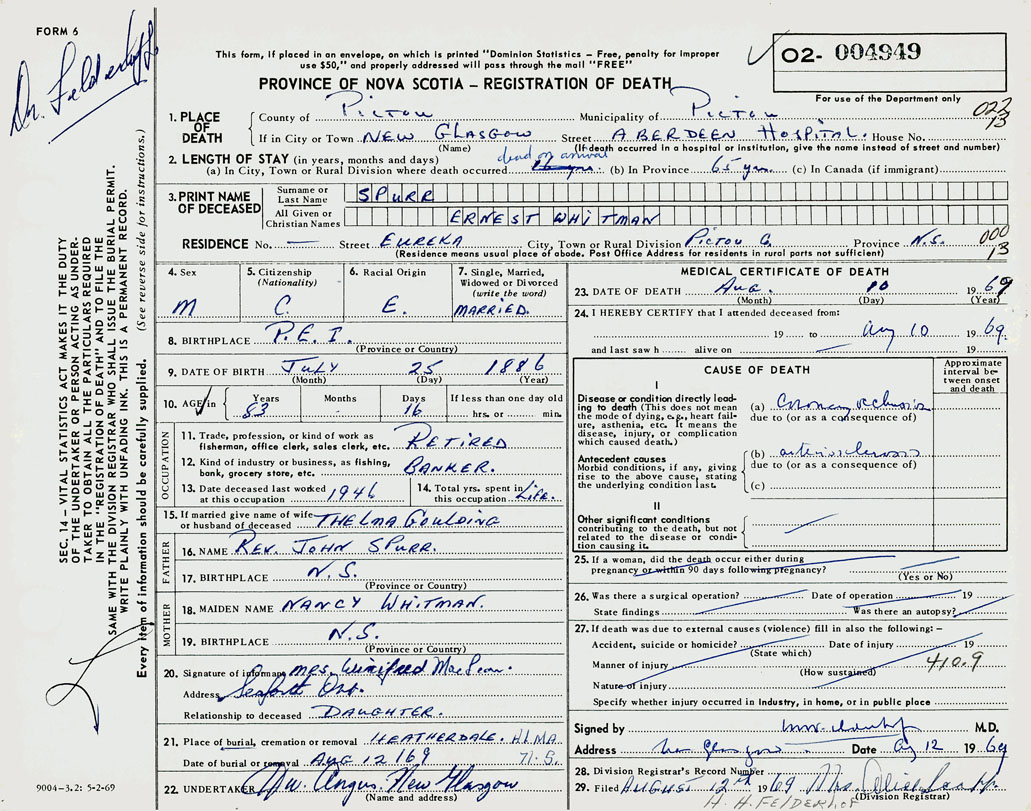 FORM 6
Dr. Felderhof
This form, if placed in an envelope, on which is printed "Dominion Statistics – Free, penalty for improper
use $50," and properly addressed will pass through the mail "FREE"
PROVINCE OF NOVA SCOTIA – REGISTRATION OF DEATH
O2- 004949
For use of the Department only
022
13
1. PLACE OF DEATH
County of Pictou Municipality of Pictou
If in City or Town NEW GLASGOW Street ABERDEEN HOSPITAL. House No.
(Name) (If death occurred in a hospital or institution, give the name instead of street and number)
2. LENGTH OF STAY (in years, months and days) dead on arrival
(a) In City, Town or Rural Division where death occurred (b) In Province 65 yrs. (c) In Canada (if immigrant)
3. PRINT NAME OF DECEASED
Surname or Last Name SPURR
All Given or Christian Names ERNEST WHITMAN
RESIDENCE No. — Street EUREKA City, Town or Rural Division Pictou Co. Province N.S. 000
(Residence means usual place of abode. Post Office Address for residents in rural parts not sufficient) 13
4. Sex M
5. Citizenship (Nationality) C.
6. Racial Origin E.
7. Single, Married, Widowed or Divorced (write the word) MARRIED.
8. BIRTHPLACE P.E.I.
(Province or Country)
9. DATE OF BIRTH JULY 25 1886
(Month) (Day) (Year)
10. AGE in Years 83 Months - Days 16 If less than one day old hrs. or min.
OCCUPATION
11. Trade, profession, or kind of work as fisherman, office clerk, sales clerk, etc. RETIRED
12. Kind of industry or business, as fishing, bank, grocery store, etc. BANKER.
13. Date deceased last worked at this occupation 1946
14. Total yrs. spent in this occupation Life.
15. If married give name of wife or husband of deceased THELMA GOULDING
FATHER
16. NAME REV. JOHN SPURR.
17. BIRTHPLACE N.S.
(Province or Country)
MOTHER
18. MAIDEN NAME NANCY WHITMAN.
19. BIRTHPLACE N.S.
(Province or Country)
20. Signature of informant Mrs. Winifred MacLean.
Address Seaforth Ont.
Relationship to deceased DAUGHTER.
21. Place of burial, cremation or removal HEATHERDALE.
Date of burial or removal AUG 12 169
22. UNDERTAKER Angus. New Glasgow
(Name and address)
9004–3.2: 5-2-69
SEC. 14 – VITAL STATISTICS ACT MAKES IT THE DUTY
OF THE UNDERTAKER OR PERSON ACTING AS UNDER-
TAKER TO OBTAIN ALL THE PARTICULARS REQUIRED
IN THE "REGISTRATION OF DEATH" AND TO FILE THE
SAME WITH THE DIVISION REGISTRAR WHO SHALL ISSUE THE BURIAL PERMIT.
WRITE PLAINLY WITH UNFADING INK. THIS IS A PERMANENT RECORD.
Every item of information should be carefully supplied. (See reverse side for instructions.)
MEDICAL CERTIFICATE OF DEATH
23. DATE OF DEATH Aug. 10 1969
(Month) (Day) (Year)
24. I HEREBY CERTIFY that I attended deceased from:
19 to Aug 10 1969.
and last saw h alive on — 19
CAUSE OF DEATH
Approximate interval between onset and death
I
Disease or condition directly leading to death (This does not mean the mode of dying, e.g., heart failure, asthenia, etc. It means the disease, injury, or complication which caused death.)
(a) Coronary occlusion
due to (or as a consequence of)
Antecedent causes
Morbid conditions, if any, giving rise to the above cause, stating the underlying condition last.
(b) arteriosclerosis
due to (or as a consequence of)
(c)
II
Other significant conditions contributing to the death, but not related to the disease or condition causing it.
25. If a woman, did the death occur either during
pregnancy or within 90 days following pregnancy?
(Yes or No)
26. Was there a surgical operation? Date of operation 19
State findings Was there an autopsy?
27. If death was due to external causes (violence) fill in also the following: –
Accident, suicide or homicide? Date of injury 19
(State which)
Manner of injury 410.9
(How sustained)
Nature of injury
Specify whether injury occurred in Industry, in home, or in public place
Signed by M.D.
Address New Glasgow Date Aug 12 1969
28. Division Registrar's Record Number
29. Filed AUGUST 12th 1969 Mrs.
(Division Registrar)
H. H. FELDERHOF